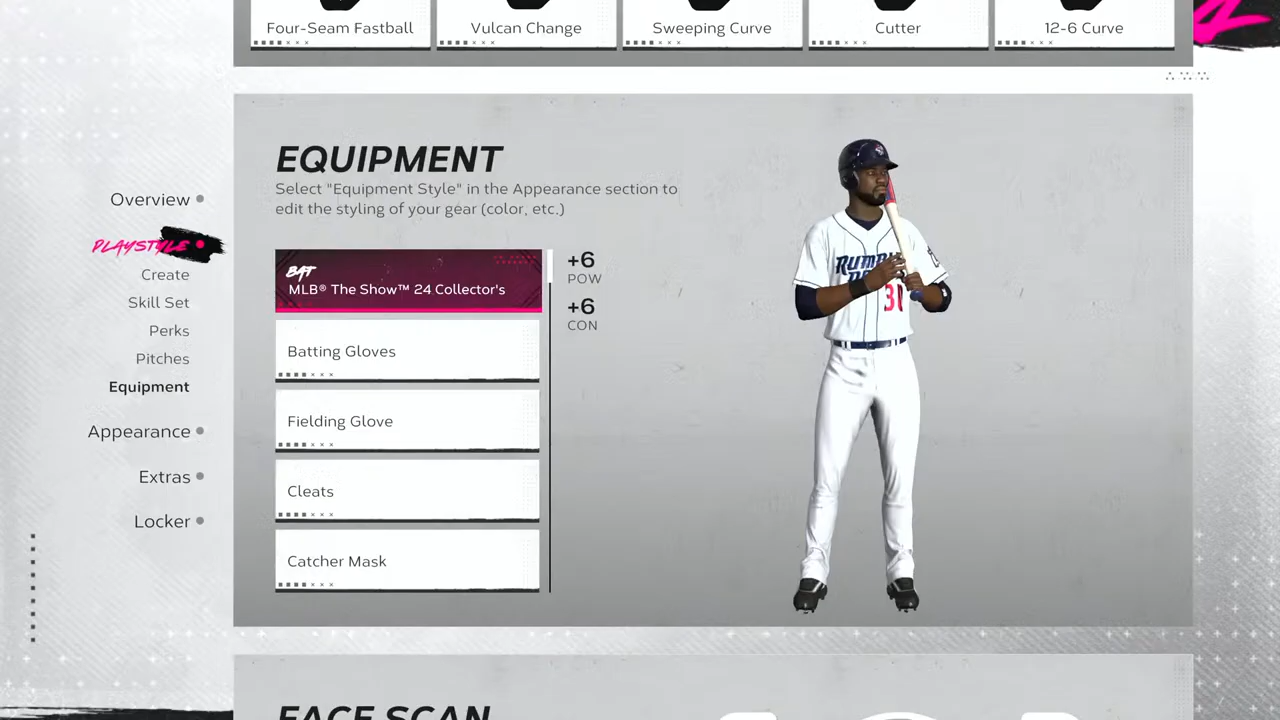 Four-Seam Fastball
Vulcan Change
Sweeping Curve
Cutter
12-6 Curve
Overview
PLAYSTYLE
Create
Skill Set
Perks
Pitches
Equipment
Appearance
Extras
Locker
EQUIPMENT
Select "Equipment Style" in the Appearance section to
edit the styling of your gear (color, etc.)
BAT
MLB® The Show™ 24 Collector's
Batting Gloves
Fielding Glove
Cleats
Catcher Mask
+6
POW
+6
CON
FACE SCAN